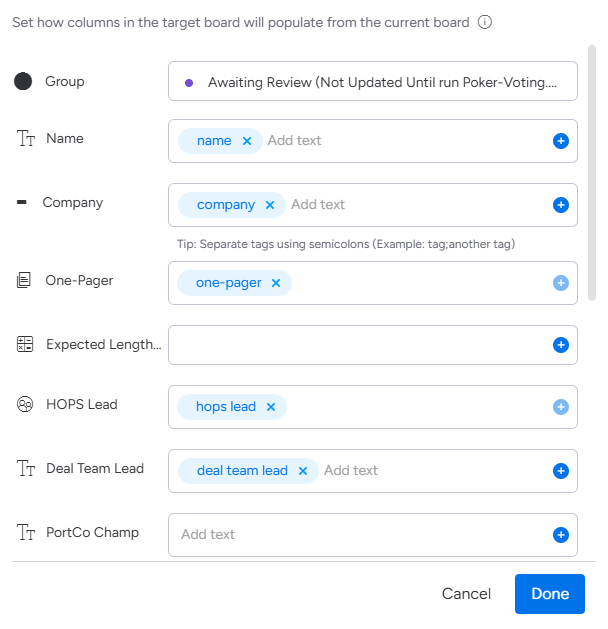 Set how columns in the target board will populate from the current board
Group
Awaiting Review (Not Updated Until run Poker-Voting....
Name
name × Add text
Company
company × Add text
Tip: Separate tags using semicolons (Example: tag;another tag)
One-Pager
one-pager ×
Expected Length...
HOPS Lead
hops lead ×
Deal Team Lead
deal team lead × Add text
PortCo Champ
Add text
Cancel
Done